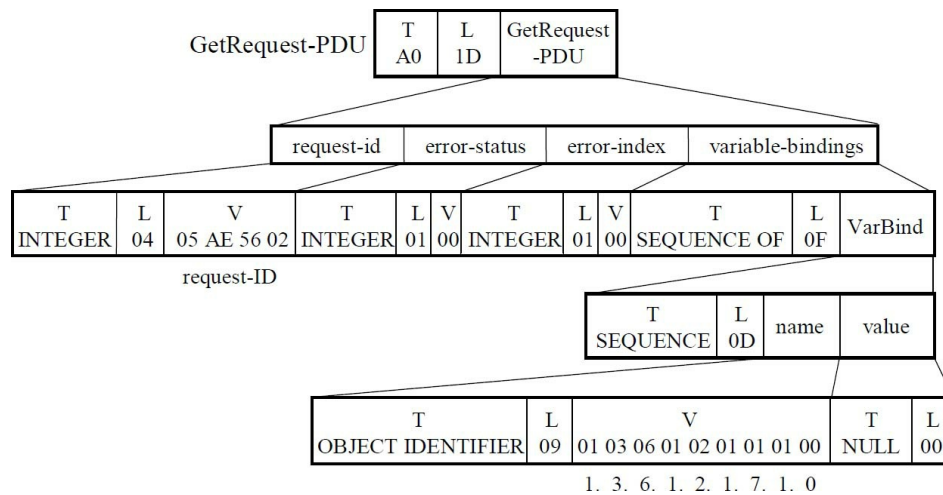 GetRequest-PDU
T L GetRequest
A0 1D -PDU
request-id error-status error-index variable-bindings
T L V T L V T L V T L VarBind
INTEGER 04 05 AE 56 02 INTEGER 01 00 INTEGER 01 00 SEQUENCE OF 0F
request-ID
T L name value
SEQUENCE 0D
T L V T L
OBJECT IDENTIFIER 09 01 03 06 01 02 01 01 01 00 NULL 00
1. 3. 6. 1. 2. 1. 7. 1. 0